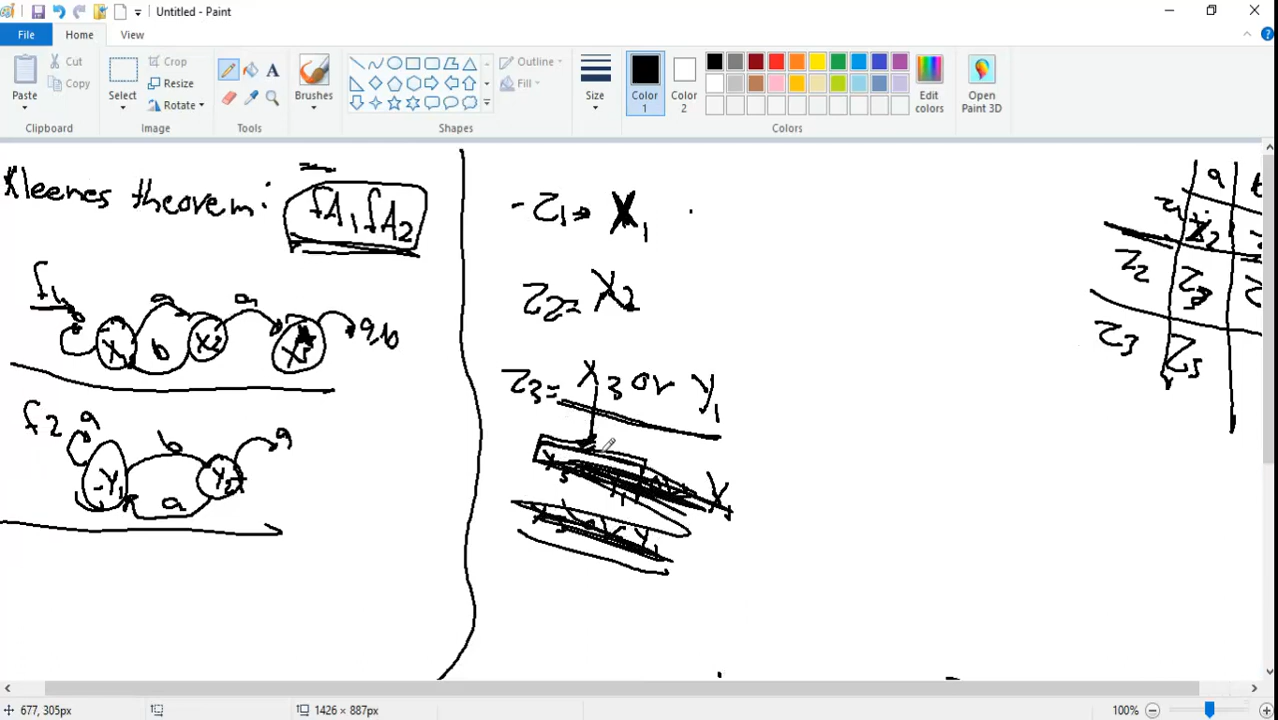 Untitled - Paint
File
Home
View
Paste
Cut
Copy
Clipboard
Select
Crop
Resize
Rotate
Image
Tools
Brushes
Shapes
Outline
Fill
Size
Color 1
Color 2
Edit colors
Open Paint 3D
Colors
Kleenes theorem: fA1 fA2
f1
a a
X1 b X2 X3 a,b
f2 a
b a
-Y1 Y2
a
- Z1 = X1
Z2 = X2
Z3 = X3 or Y1
a
Z1 X2
Z2 Z3
Z3 Z3
677, 305px
1426 × 887px
100%